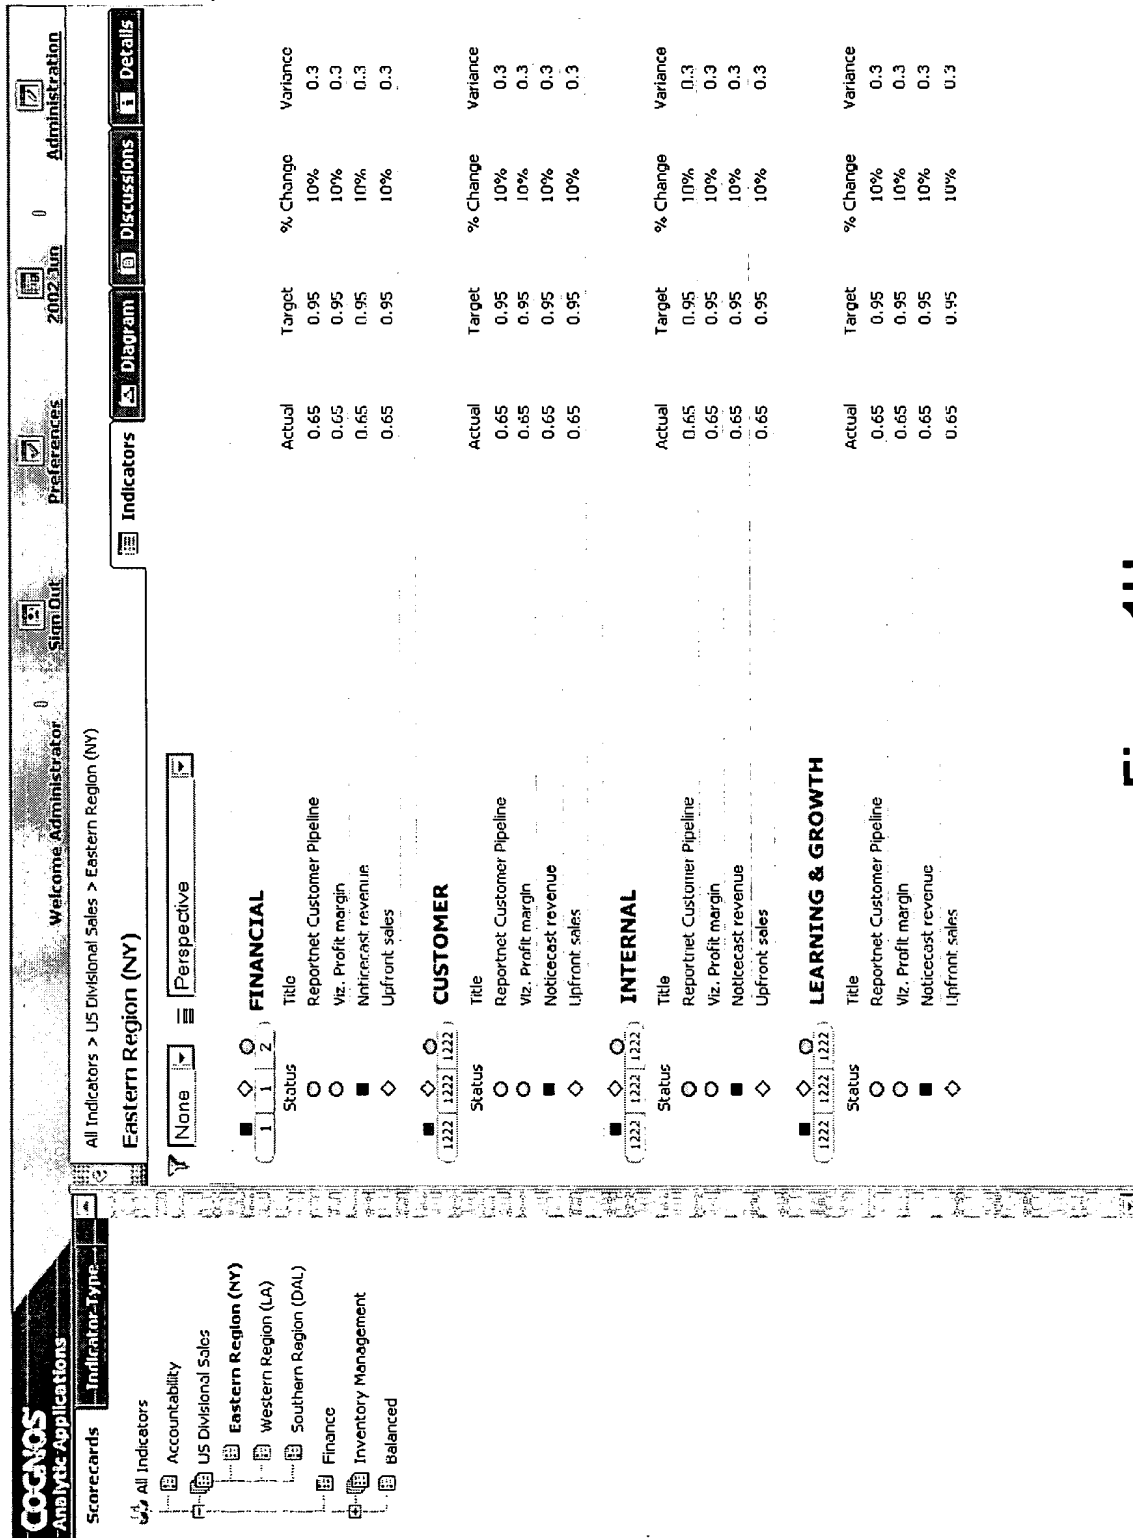 COGNOS
Analytic Applications
Welcome Administrator
Sign Out
Preferences
2002 Jun
Administration
Scorecards
Indicator Type
All Indicators
Accountability
US Divisional Sales
Eastern Region (NY)
Western Region (LA)
Southern Region (DAL)
Finance
Inventory Management
Balanced
All Indicators > US Divisional Sales > Eastern Region (NY)
Eastern Region (NY)
Indicators Diagram Discussions Details
None Perspective
FINANCIAL
1 1 2
Status Title Actual Target % Change Variance
Reportnet Customer Pipeline 0.65 0.95 10% 0.3
Viz. Profit margin 0.65 0.95 10% 0.3
Noticecast revenue 0.65 0.95 10% 0.3
Upfront sales 0.65 0.95 10% 0.3
CUSTOMER
1222 1222 1222
Status Title Actual Target % Change Variance
Reportnet Customer Pipeline 0.65 0.95 10% 0.3
Viz. Profit margin 0.65 0.95 10% 0.3
Noticecast revenue 0.65 0.95 10% 0.3
Upfront sales 0.65 0.95 10% 0.3
INTERNAL
1222 1222 1222
Status Title Actual Target % Change Variance
Reportnet Customer Pipeline 0.65 0.95 10% 0.3
Viz. Profit margin 0.65 0.95 10% 0.3
Noticecast revenue 0.65 0.95 10% 0.3
Upfront sales 0.65 0.95 10% 0.3
LEARNING & GROWTH
1222 1222 1222
Status Title Actual Target % Change Variance
Reportnet Customer Pipeline 0.65 0.95 10% 0.3
Viz. Profit margin 0.65 0.95 10% 0.3
Noticecast revenue 0.65 0.95 10% 0.3
Upfront sales 0.65 0.95 10% 0.3